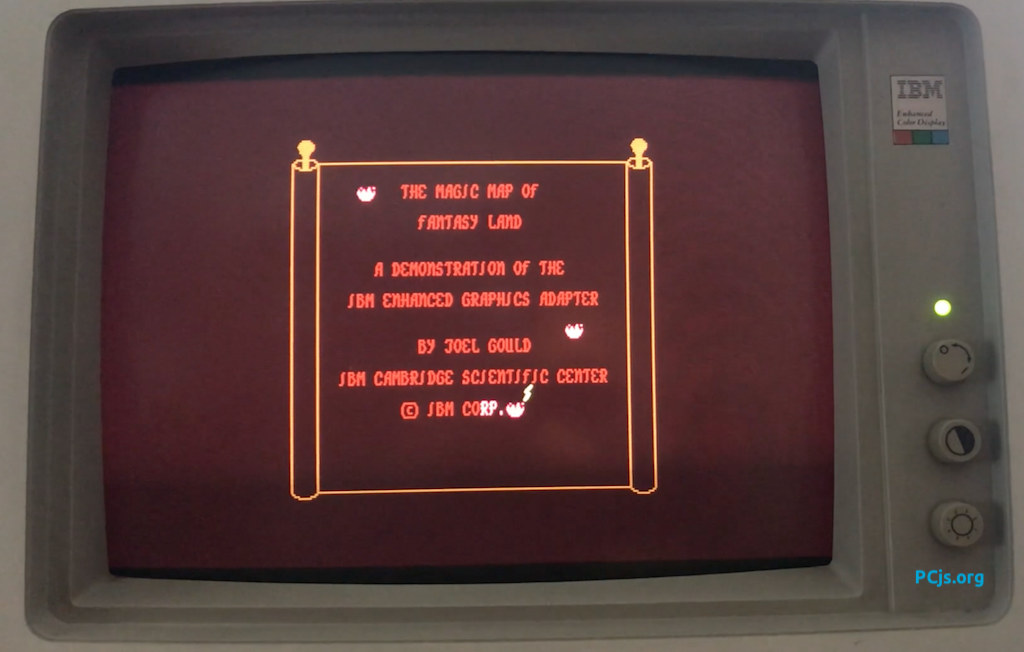 THE MAGIC MAP OF
FANTASY LAND
A DEMONSTRATION OF THE
IBM ENHANCED GRAPHICS ADAPTER
BY JOEL GOULD
IBM CAMBRIDGE SCIENTIFIC CENTER
© IBM CORP.
IBM
Enhanced
Color Display
PCjs.org